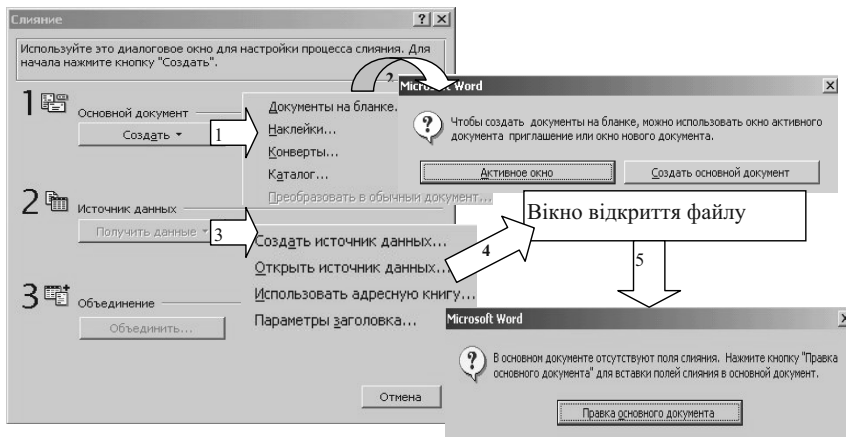 Слияние
Используйте это диалоговое окно для настройки процесса слияния. Для
начала нажмите кнопку "Создать".
1
Основной документ
Создать
1
Документы на бланке.
Наклейки...
Конверты...
Каталог...
Преобразовать в обычный документ...
2
Microsoft Word
Чтобы создать документы на бланке, можно использовать окно активного
документа приглашение или окно нового документа.
Активное окно
Создать основной документ
2
Источник данных
Получить данные
3
Создать источник данных...
Открыть источник данных...
Использовать адресную книгу...
Параметры заголовка...
4
Вікно відкриття файлу
5
3
Объединение
Объединить...
Отмена
Microsoft Word
В основном документе отсутствуют поля слияния. Нажмите кнопку "Правка
основного документа" для вставки полей слияния в основной документ.
Правка основного документа